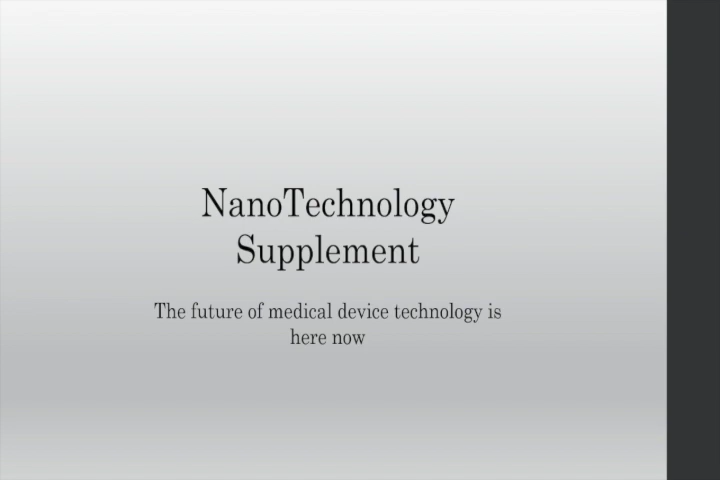 NanoTechnology
Supplement
The future of medical device technology is
here now